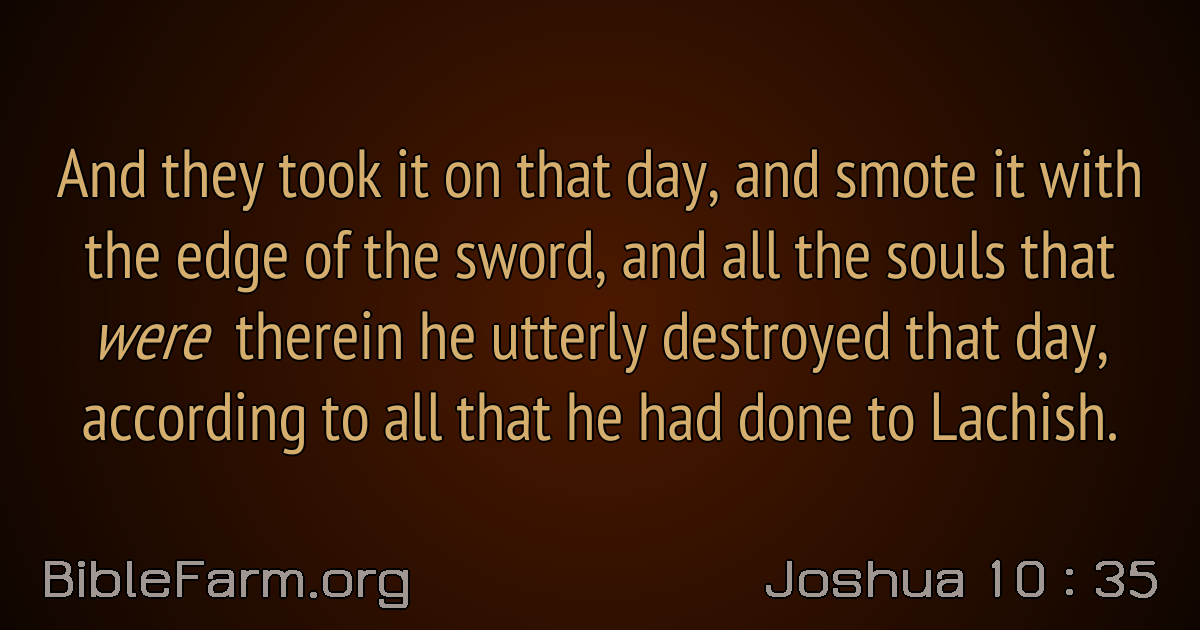 And they took it on that day, and smote it with
the edge of the sword, and all the souls that
were therein he utterly destroyed that day,
according to all that he had done to Lachish.
BibleFarm.org
Joshua 10 : 35